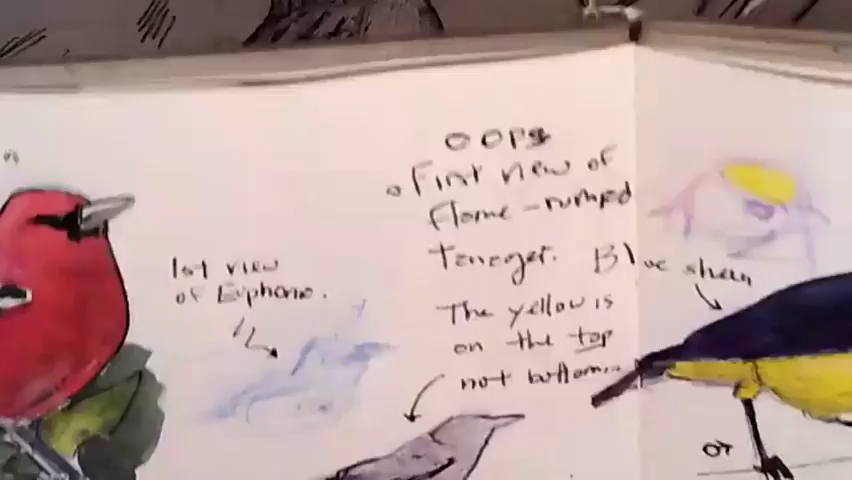 1st view
of Euphonia.
OOPS
First view of
flame-rumped
tanager.
The yellow is
on the top
not bottom.
Blue sheen